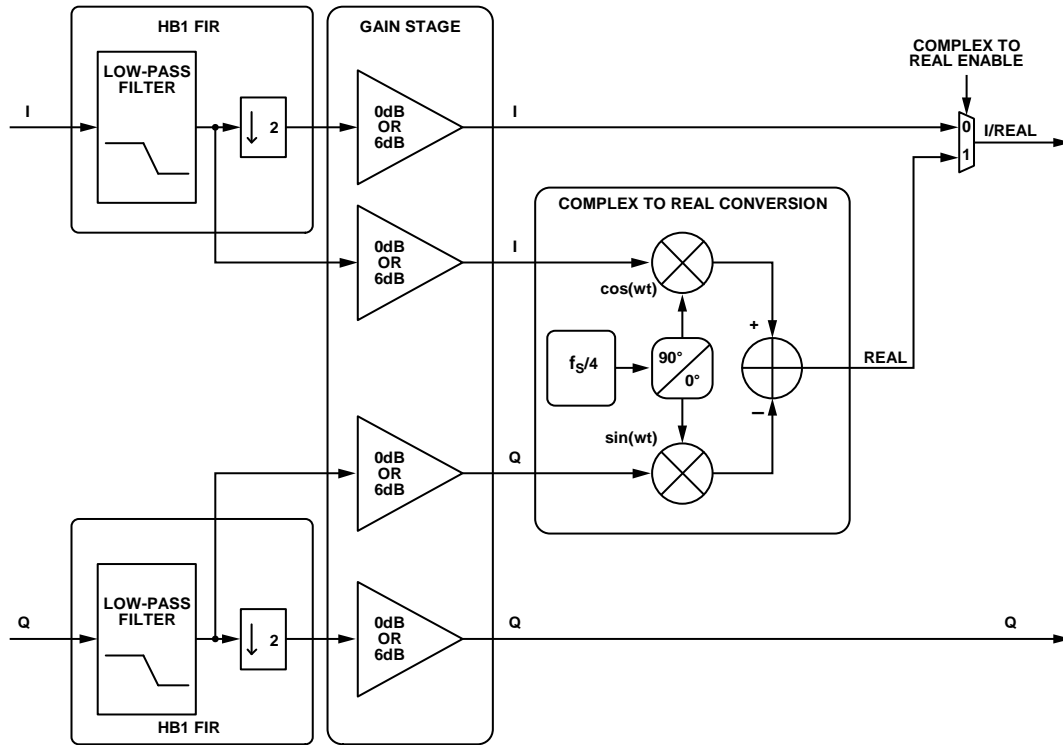 HB1 FIR
GAIN STAGE
LOW-PASS
FILTER
COMPLEX TO
REAL ENABLE
I
2
0dB
OR
6dB
I
0
1
I/REAL
COMPLEX TO REAL CONVERSION
0dB
OR
6dB
I
cos(wt)
+
fS/4
90°
0°
REAL
–
sin(wt)
0dB
OR
6dB
Q
LOW-PASS
FILTER
Q
2
0dB
OR
6dB
Q
Q
HB1 FIR